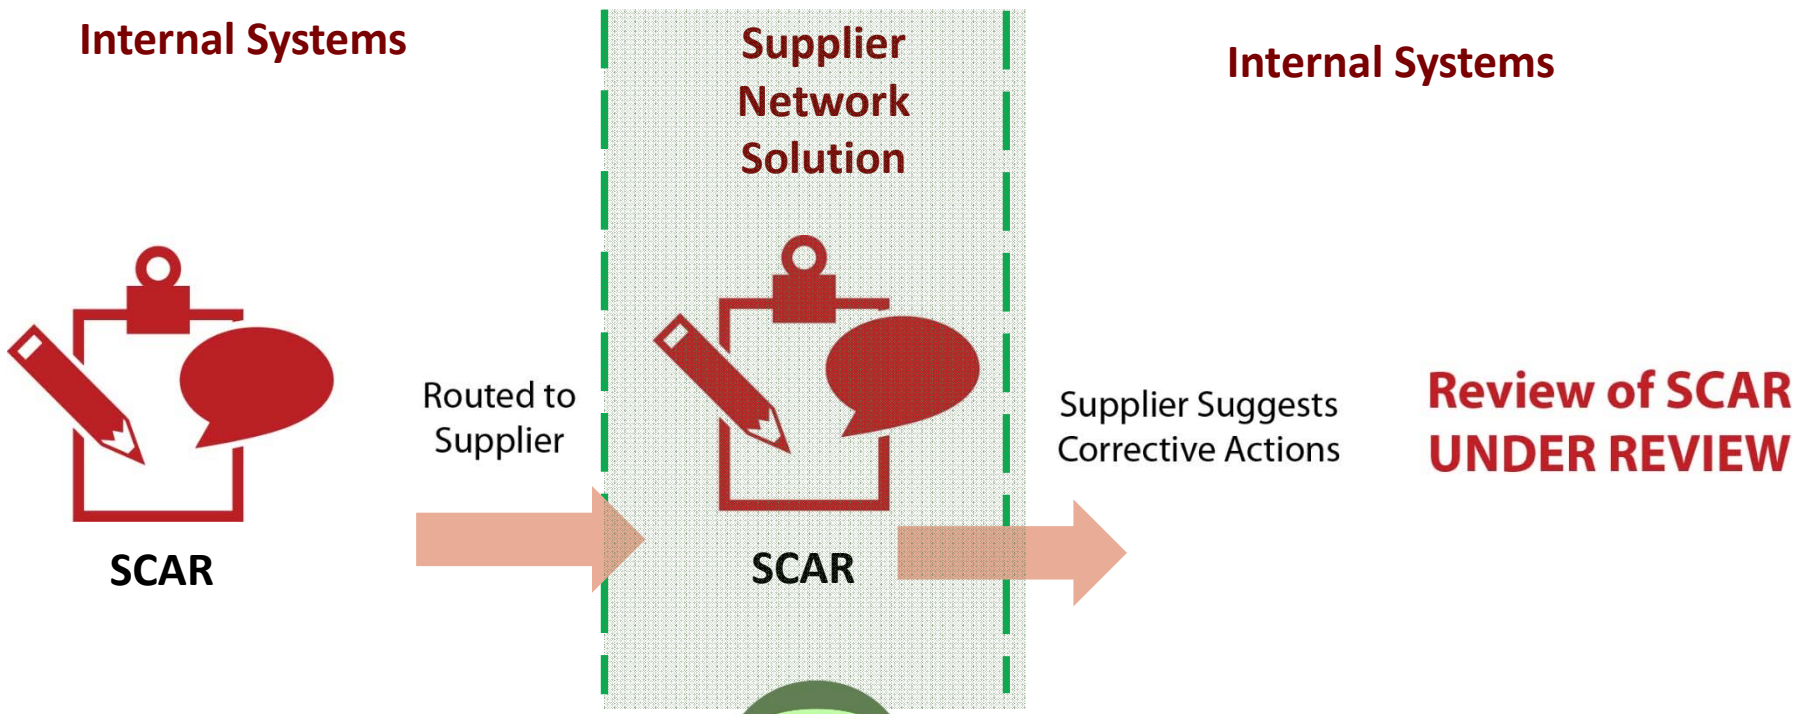 Internal Systems
Supplier
Network
Solution
Internal Systems
Routed to
Supplier
Supplier Suggests
Corrective Actions
Review of SCAR
UNDER REVIEW
SCAR
SCAR